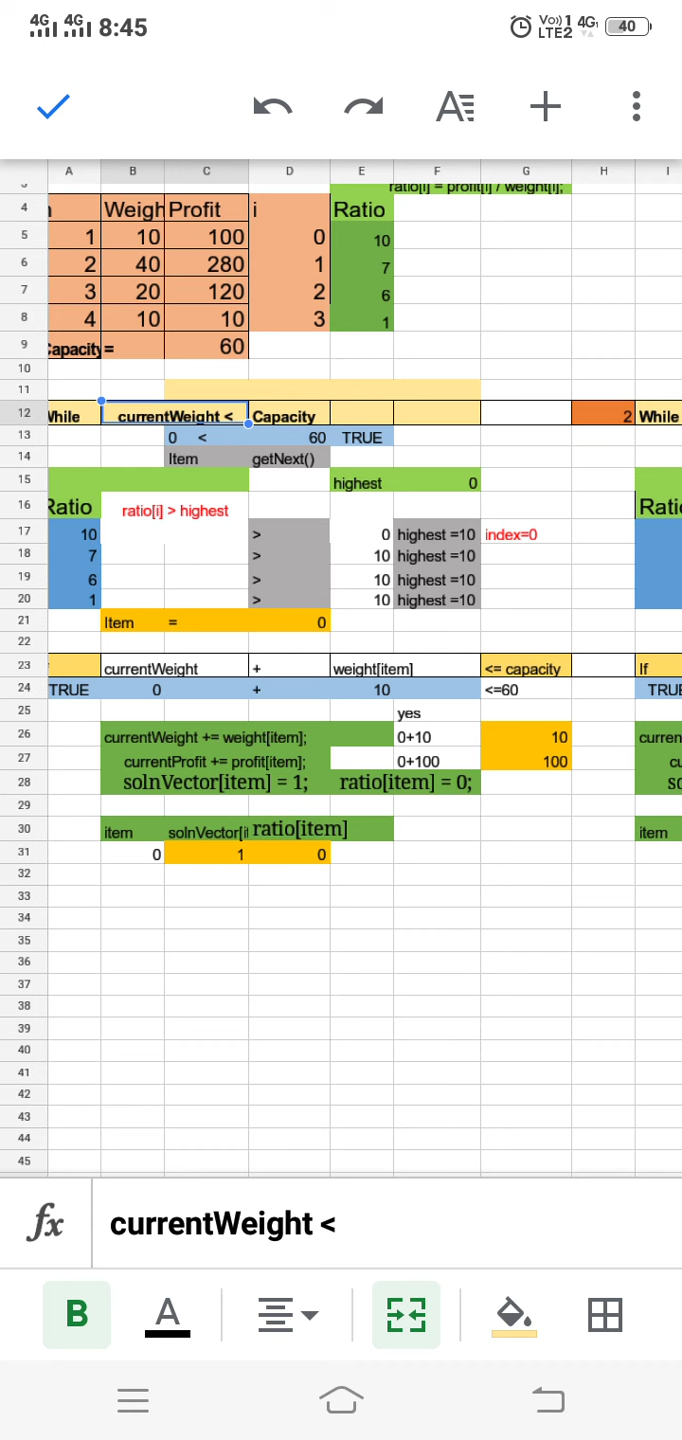 4G 4G 8:45 Vo)) 1 LTE2 4G 40
A B C D E F G H I
ratio[i] = profit[i] / weight[i];
4 Weigh Profit i Ratio
5 1 10 100 0 10
6 2 40 280 1 7
7 3 20 120 2 6
8 4 10 10 3 1
9 Capacity = 60
10
11
12 While currentWeight < Capacity 2 While
13 0 < 60 TRUE
14 Item getNext()
15 highest 0
16 Ratio ratio[i] > highest Ratio
17 10 > 0 highest =10 index=0
18 7 > 10 highest =10
19 6 > 10 highest =10
20 1 > 10 highest =10
21 Item = 0
22
23 currentWeight + weight[item] <= capacity If
24 TRUE 0 + 10 <=60 TRUE
25 yes
26 currentWeight += weight[item]; 0+10 10 curren
27 currentProfit += profit[item]; 0+100 100 cu
28 solnVector[item] = 1; ratio[item] = 0; so
29
30 item solnVector[i ratio[item] item
31 0 1 0
32
33
34
35
36
37
38
39
40
41
42
43
44
45
fx currentWeight <
B A